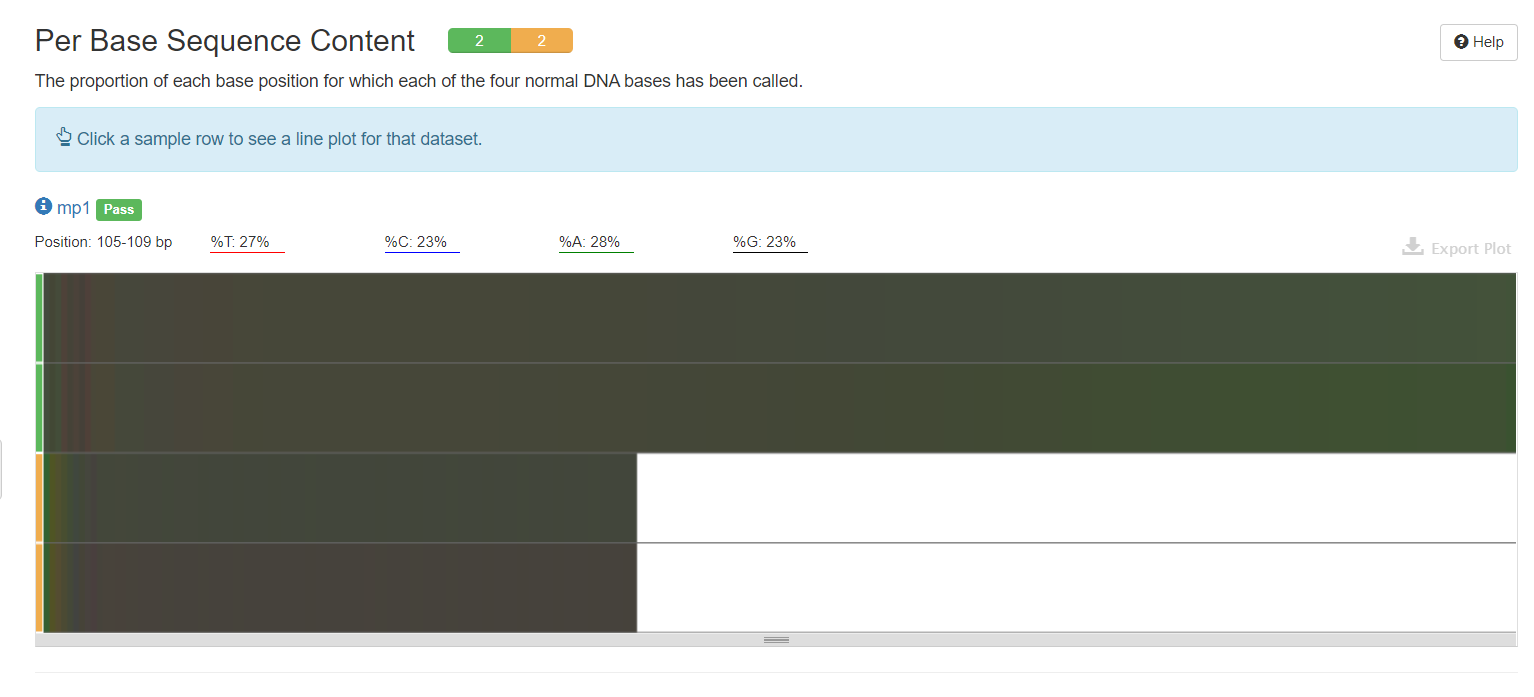 Per Base Sequence Content 2 2 Help
The proportion of each base position for which each of the four normal DNA bases has been called.
Click a sample row to see a line plot for that dataset.
mp1 Pass
Position: 105-109 bp %T: 27% %C: 23% %A: 28% %G: 23% Export Plot